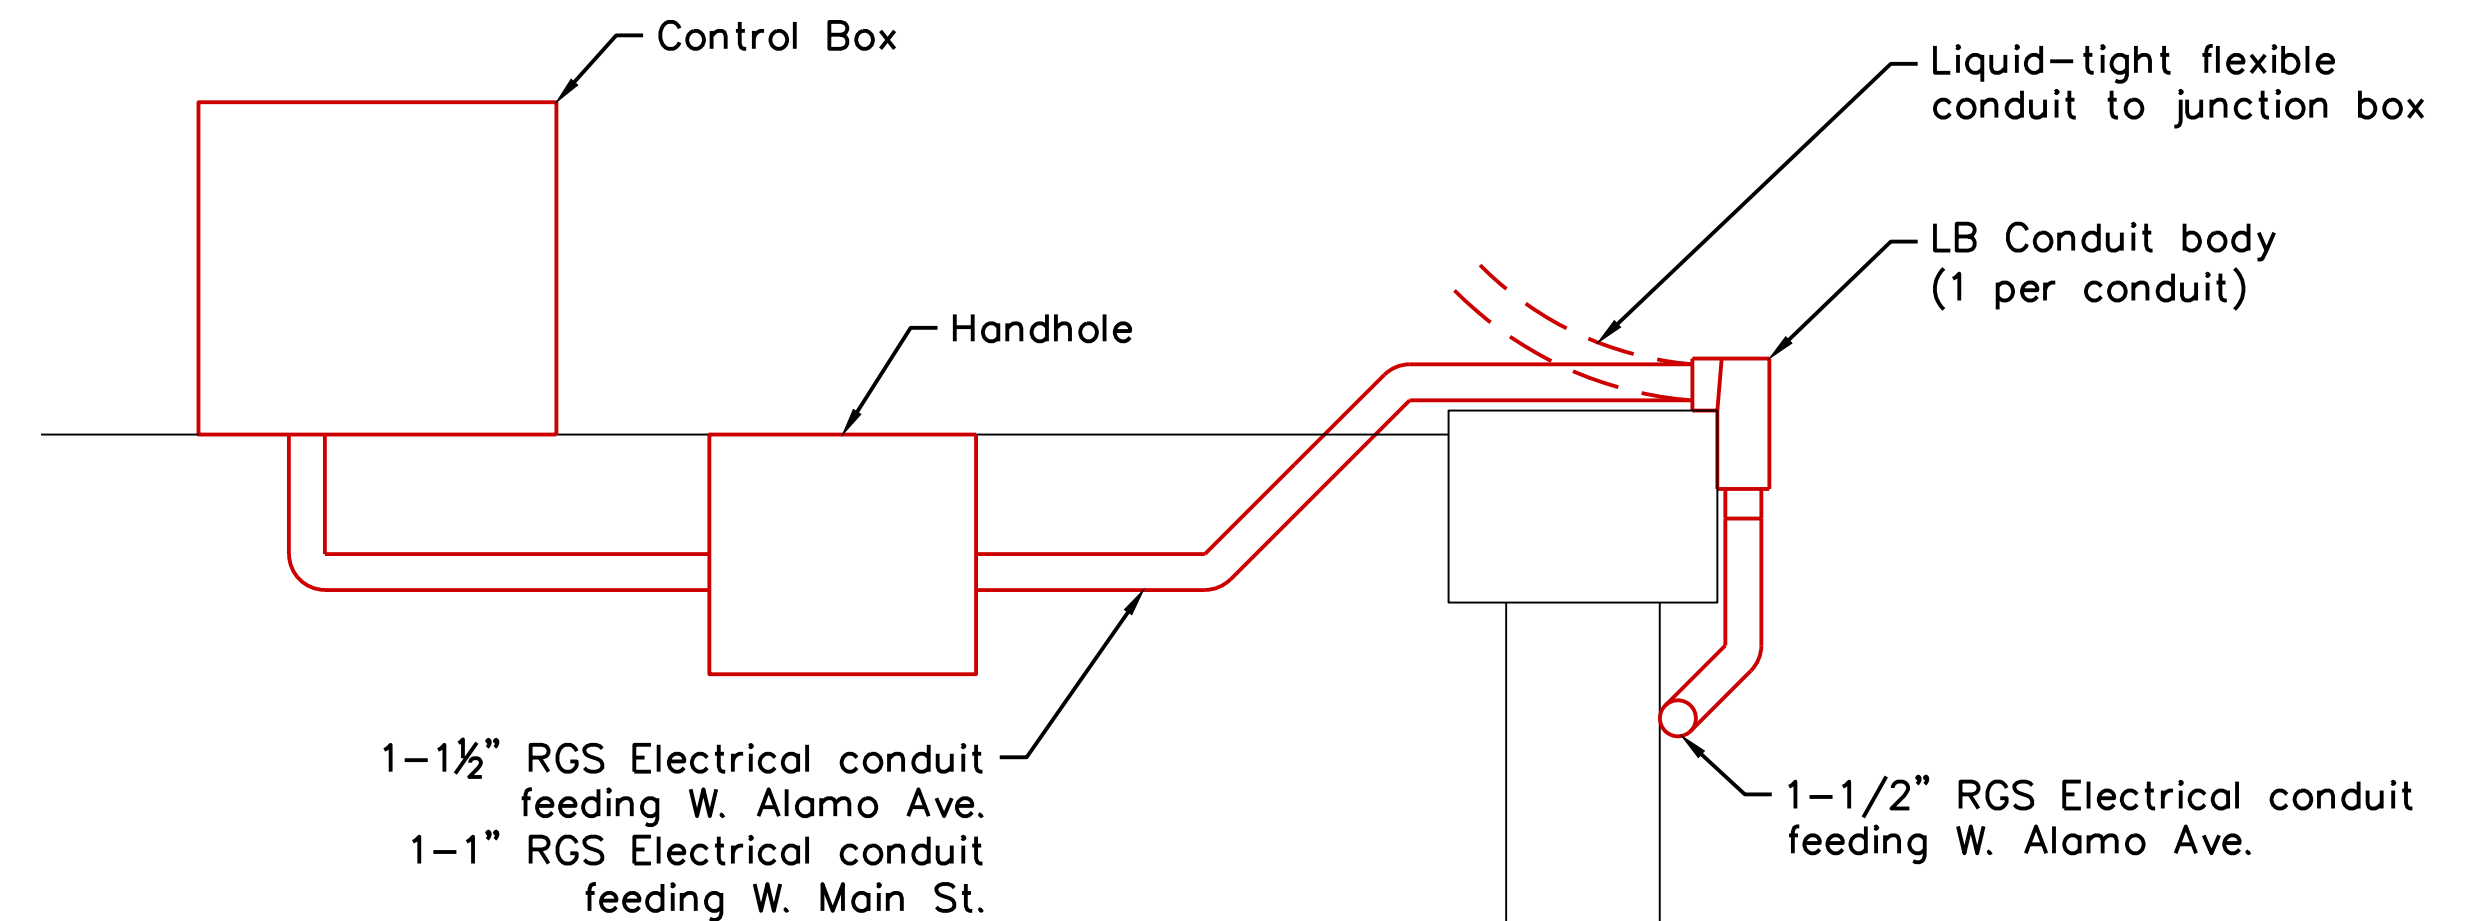 Control Box
Liquid-tight flexible
conduit to junction box
LB Conduit body
(1 per conduit)
Handhole
1-1½" RGS Electrical conduit
feeding W. Alamo Ave.
1-1" RGS Electrical conduit
feeding W. Main St.
1-1/2" RGS Electrical conduit
feeding W. Alamo Ave.